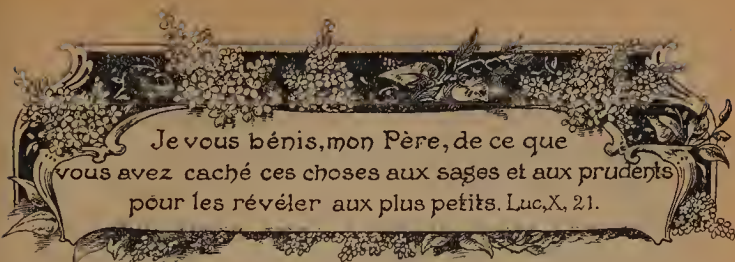 Je vous bénis, mon Père, de ce que
vous avez caché ces choses aux sages et aux prudents
pour les révéler aux plus petits. Luc, X, 21.